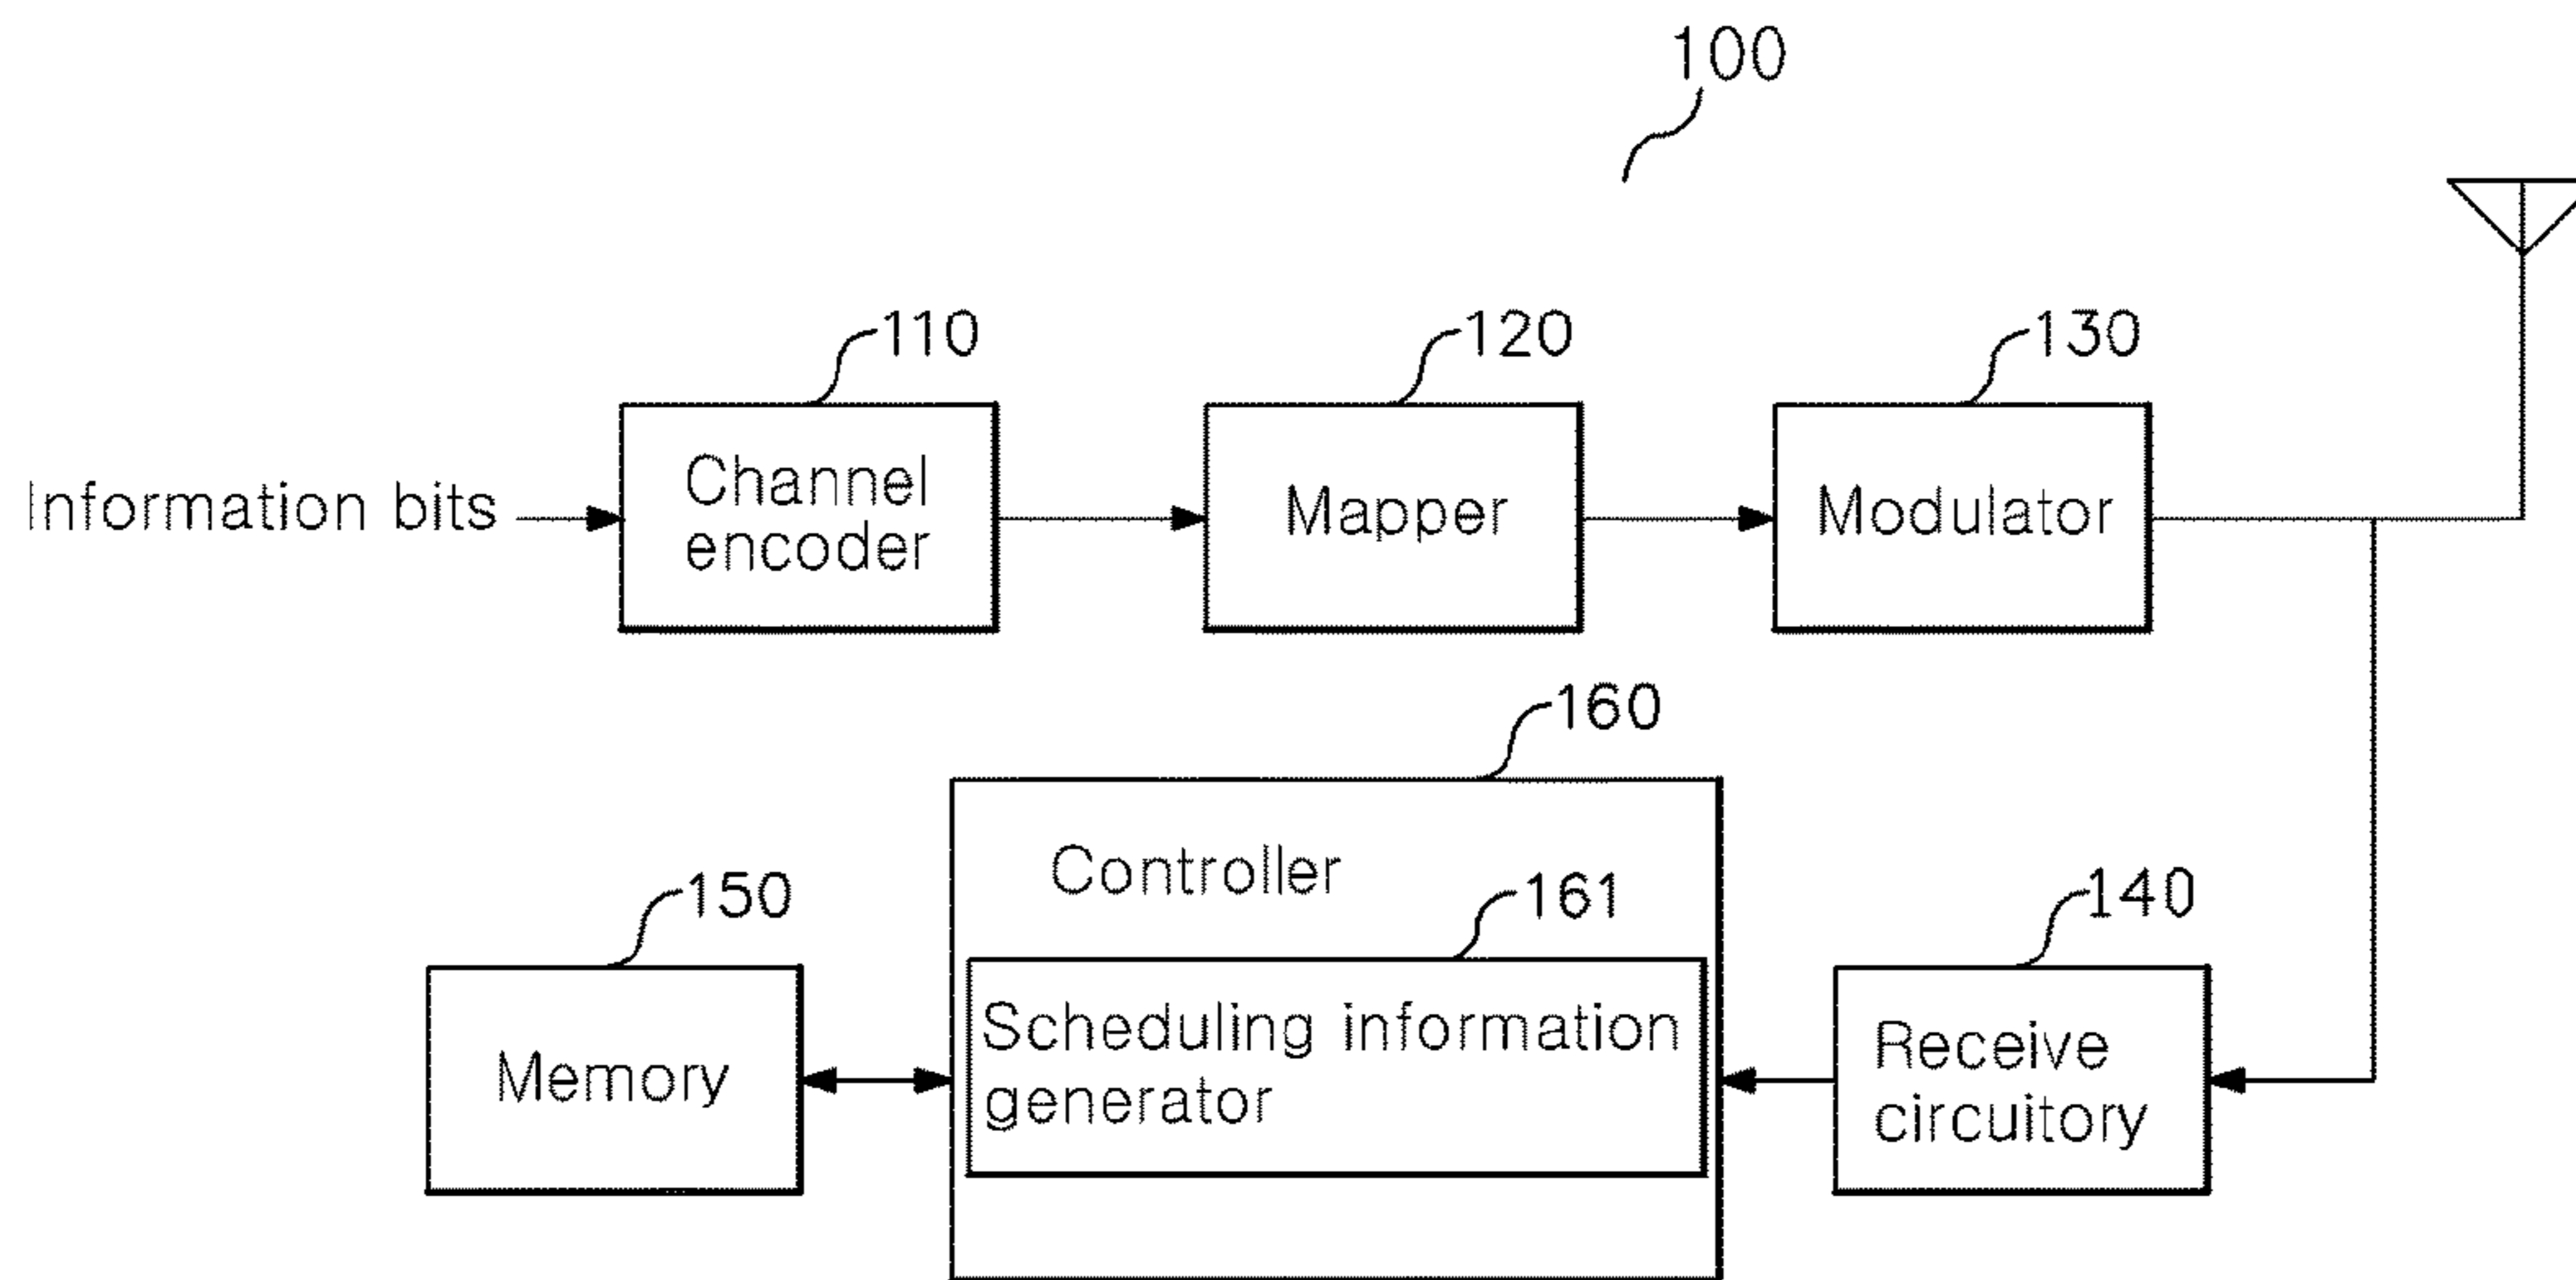 100
110
120
130
Information bits
Channel
encoder
Mapper
Modulator
160
Controller
150
161
140
Memory
Scheduling information
generator
Receive
circuitory